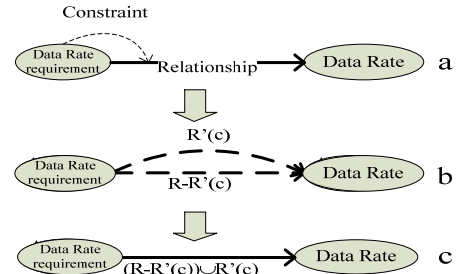 Constraint
Data Rate
requirement
Relationship
Data Rate
a
R'(c)
Data Rate
requirement
R-R'(c)
Data Rate
b
Data Rate
requirement
(R-R'(c))∪R'(c)
Data Rate
c